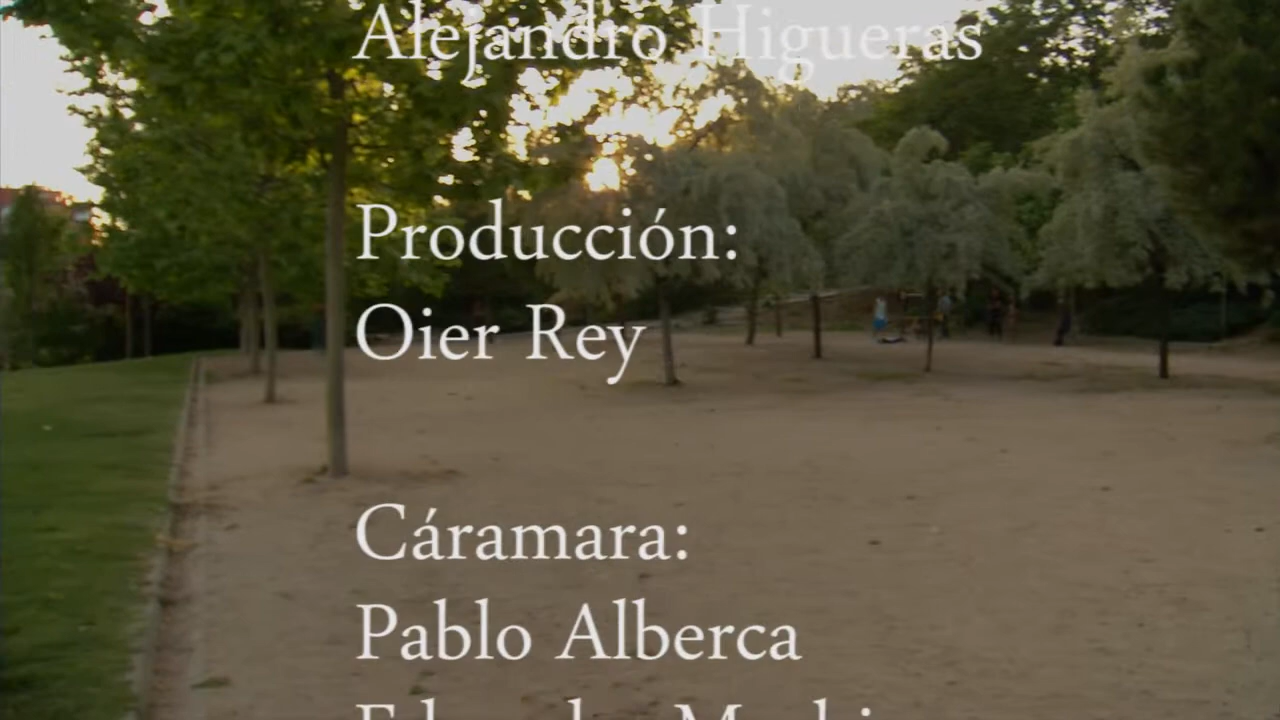 Alejandro Higueras
Producción:
Oier Rey
Cáramara:
Pablo Alberca